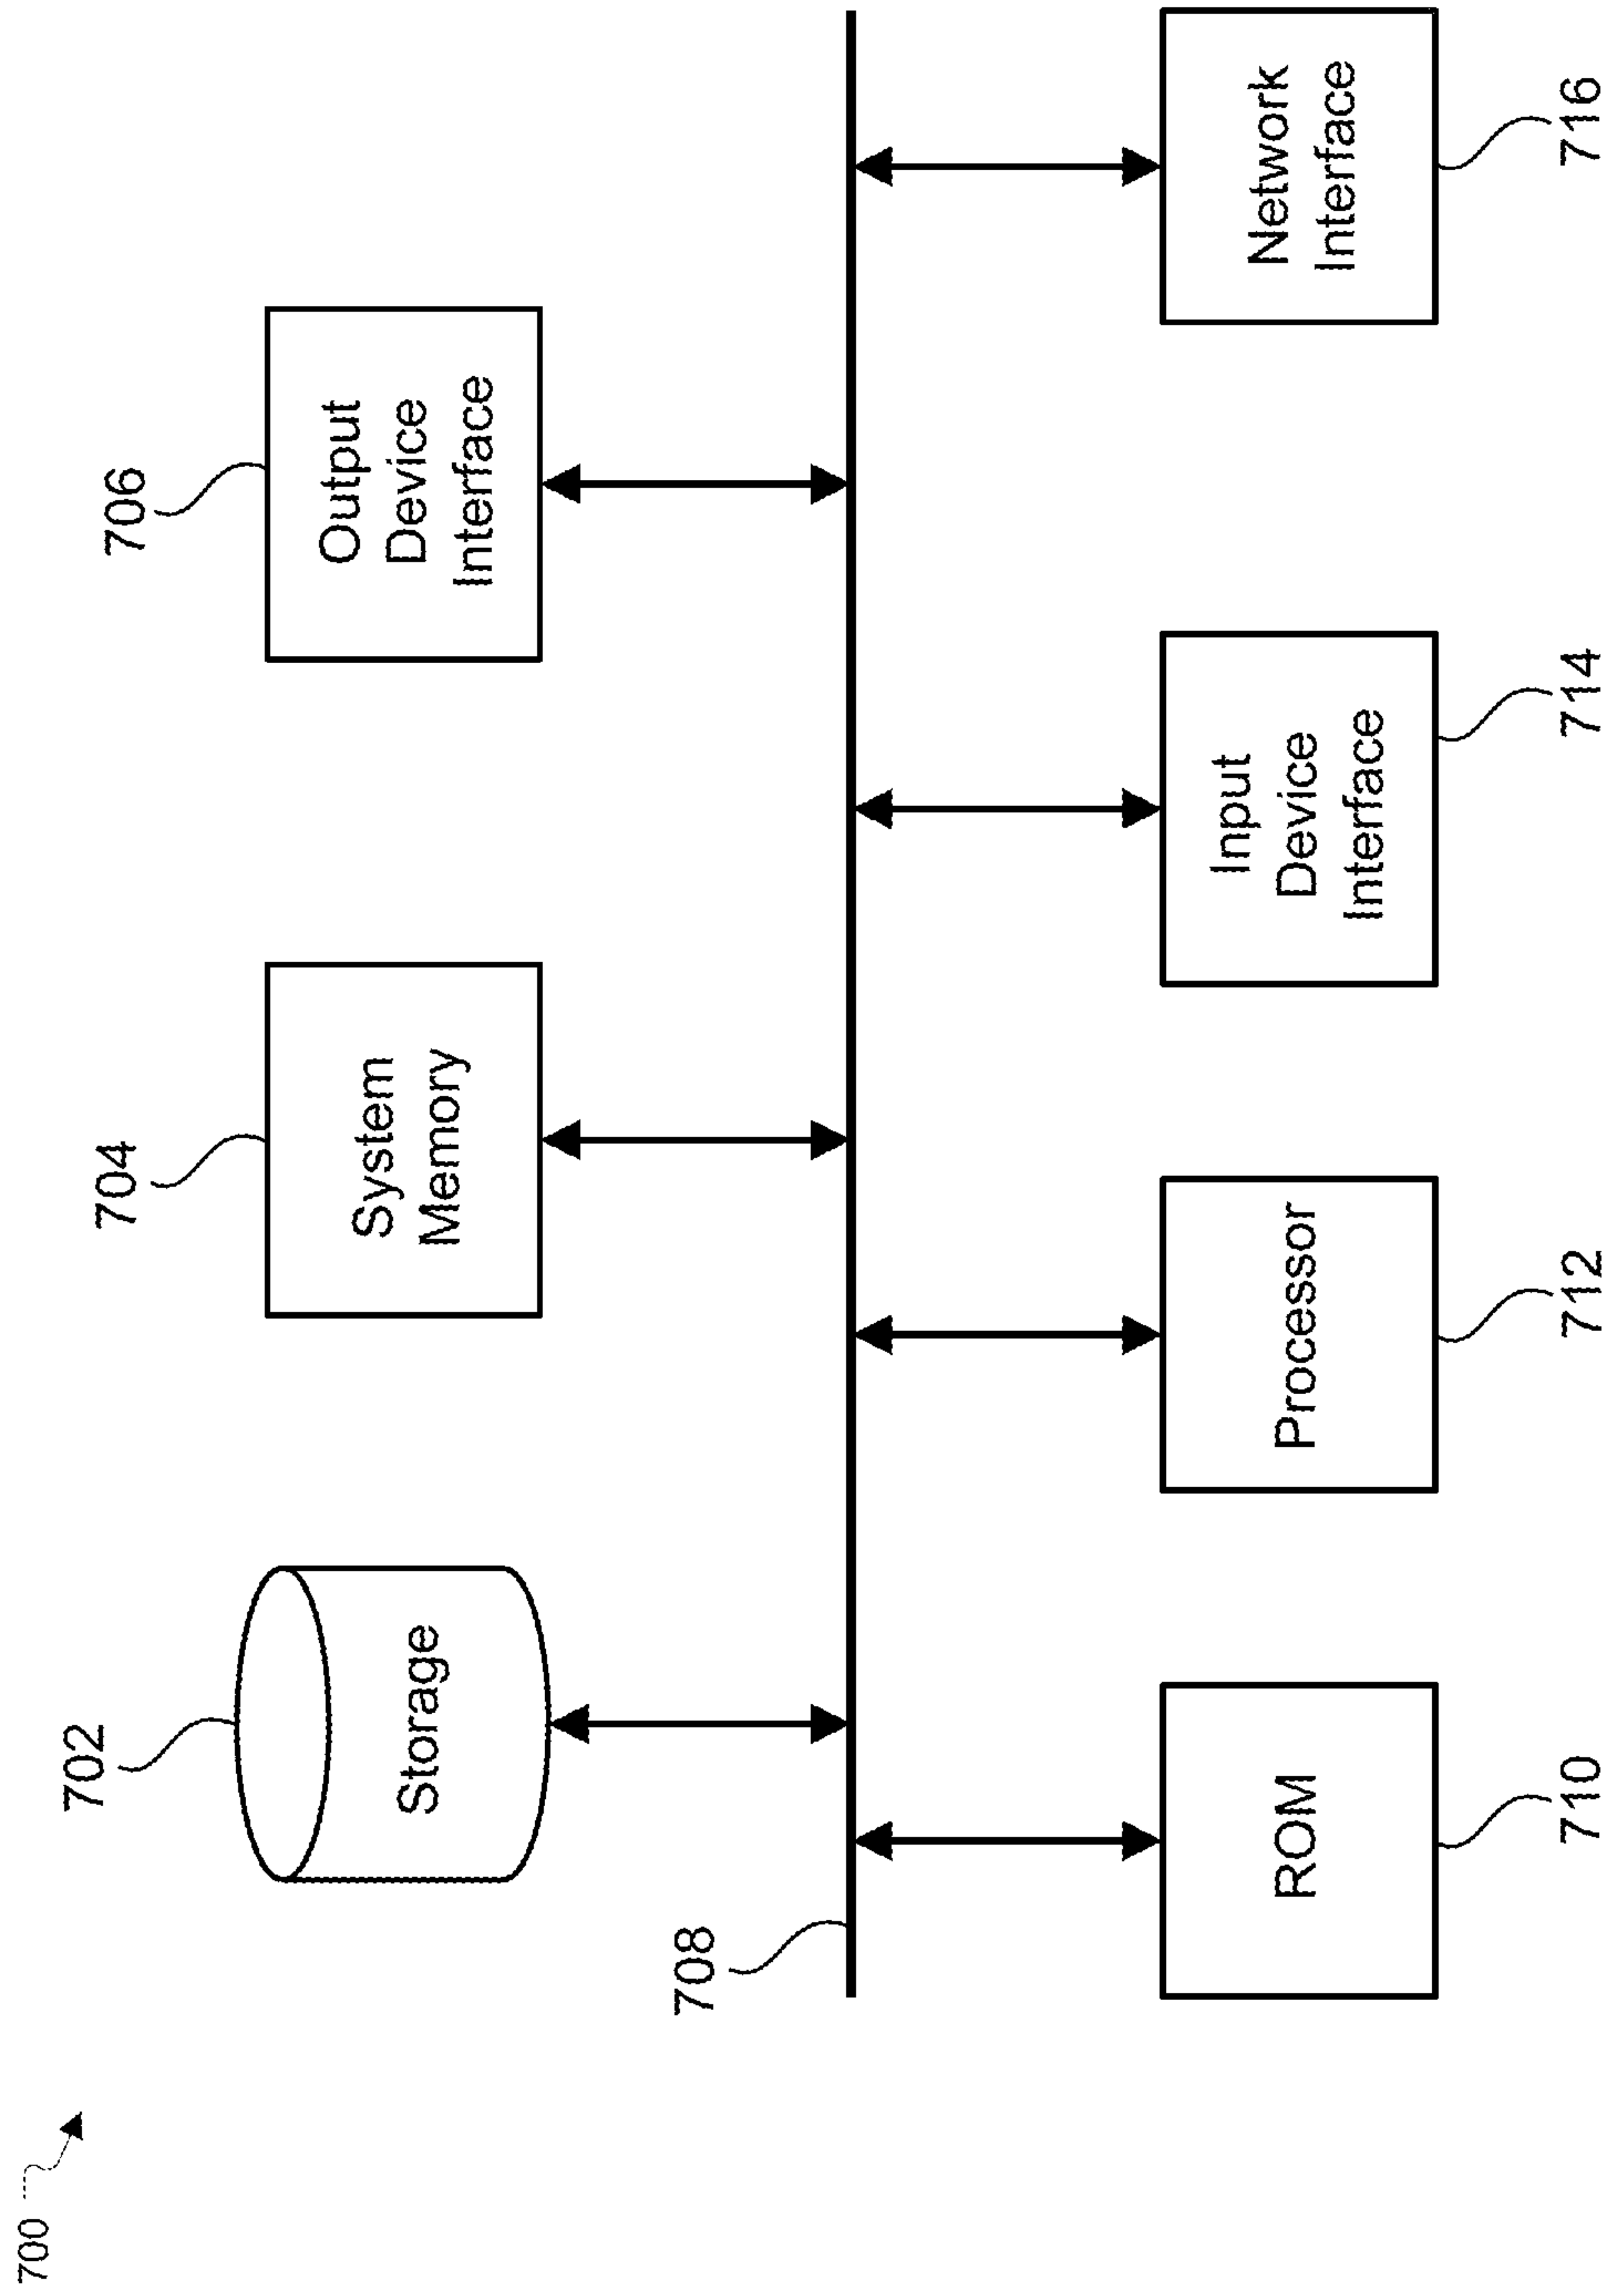 700
702
704
706
Storage
System
Memory
Output
Device
Interface
708
ROM
Processor
Input
Device
Interface
Network
Interface
710
712
714
716